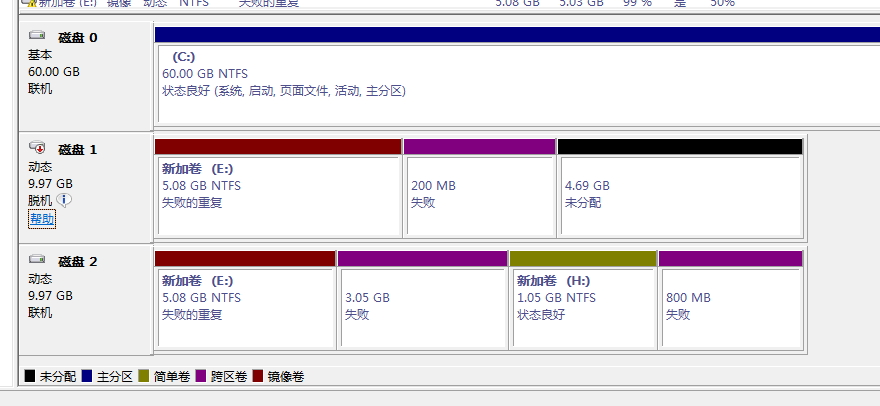 新加卷 (E:) 镜像 动态 NTFS 失败的重复 5.08 GB 5.03 GB 99 % 是 50%
磁盘 0
基本
60.00 GB
联机
(C:)
60.00 GB NTFS
状态良好 (系统, 启动, 页面文件, 活动, 主分区)
磁盘 1
动态
9.97 GB
脱机
帮助
新加卷 (E:)
5.08 GB NTFS
失败的重复
200 MB
失败
4.69 GB
未分配
磁盘 2
动态
9.97 GB
联机
新加卷 (E:)
5.08 GB NTFS
失败的重复
3.05 GB
失败
新加卷 (H:)
1.05 GB NTFS
状态良好
800 MB
失败
未分配 主分区 简单卷 跨区卷 镜像卷